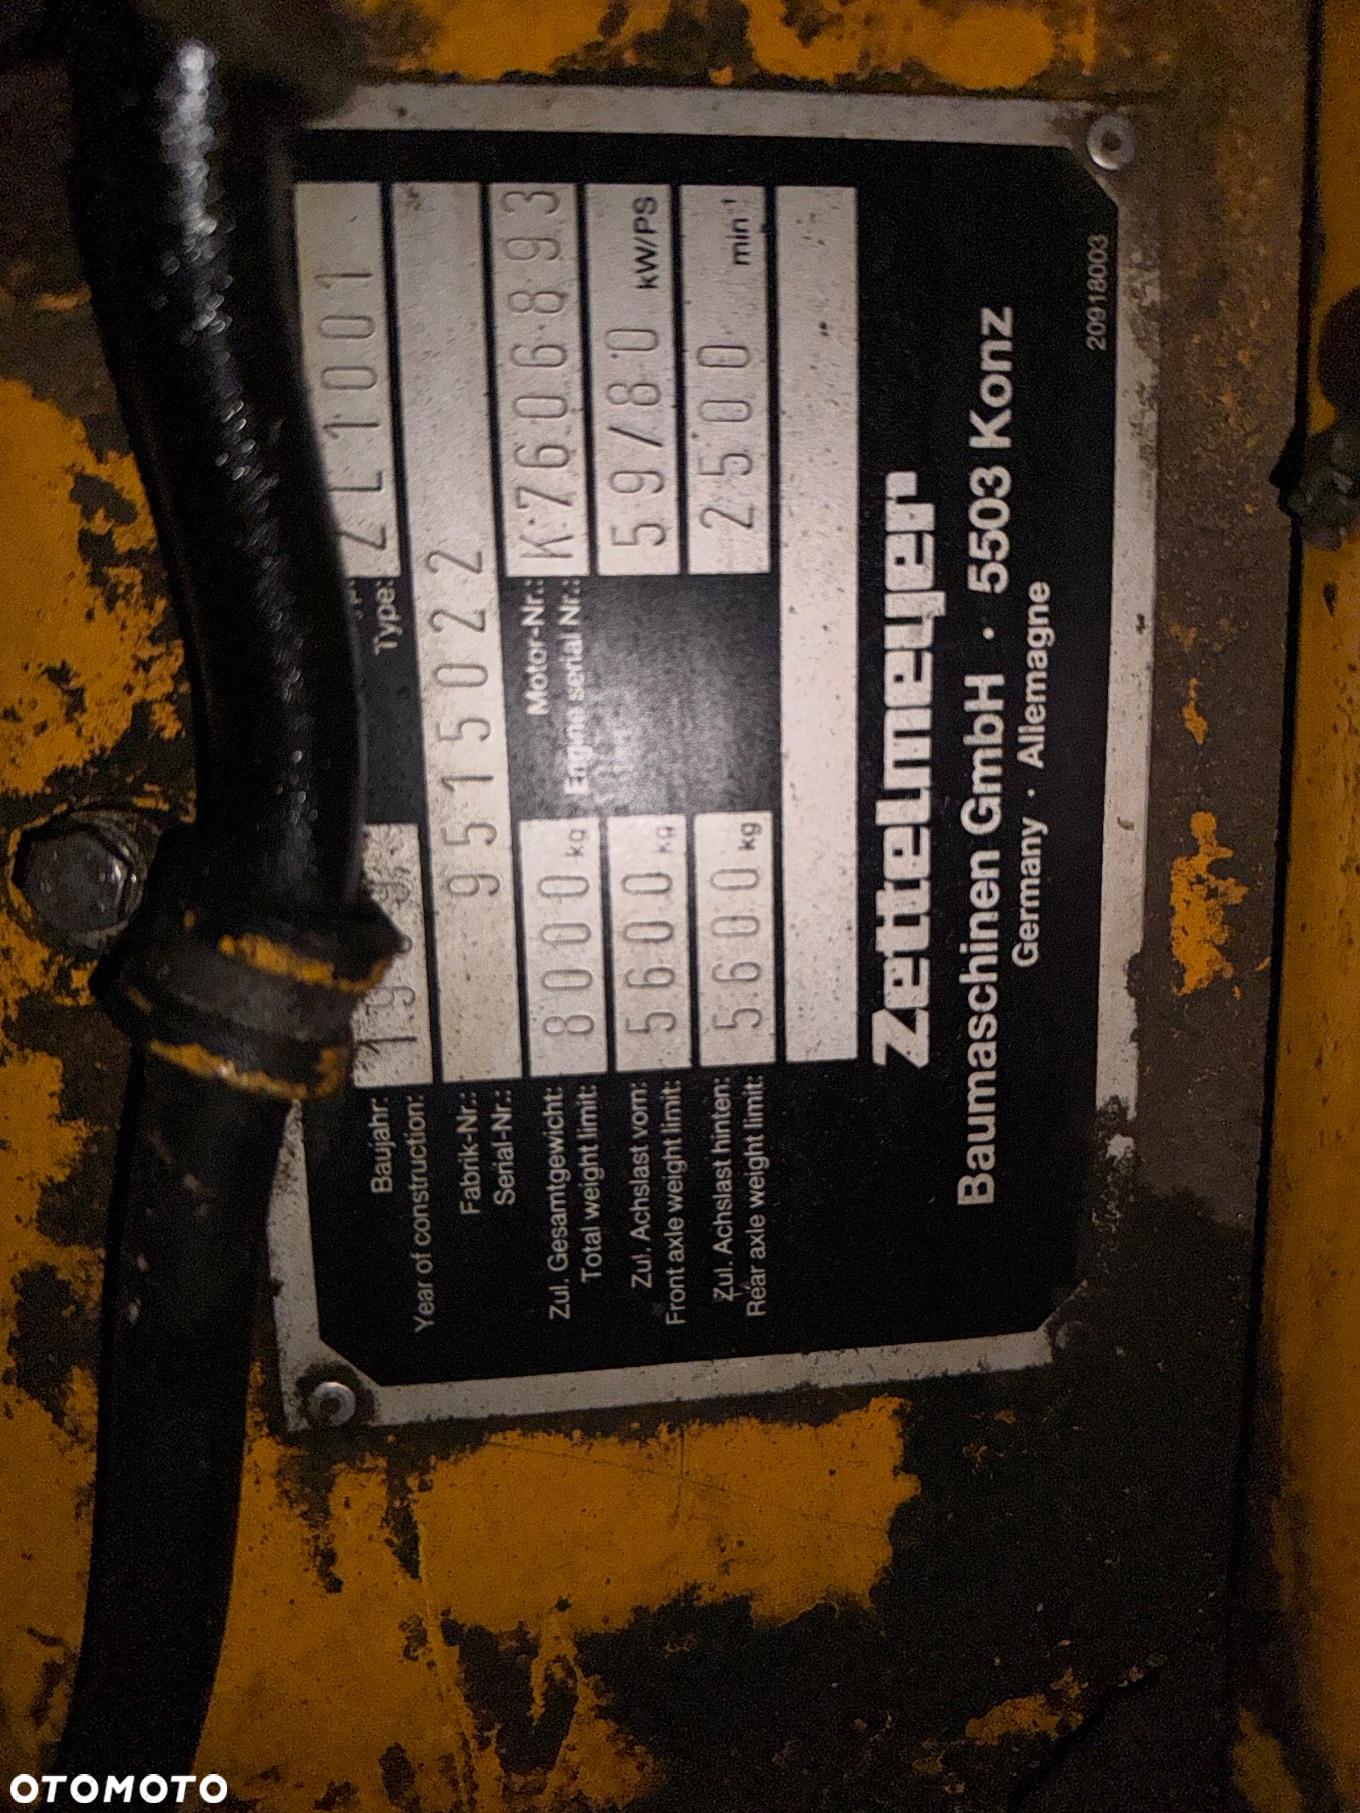 Type: ZL1001
Baujahr:
Year of construction:
Fabrik-Nr.: 9515022
Serial-Nr.:
Zul. Gesamtgewicht: 8000 kg
Total weight limit:
Motor-Nr.: K7606893
Engine serial Nr.:
Zul. Achslast vorn: 5600 kg 59/80 kW/PS
Front axle weight limit:
Zul. Achslast hinten: 5600 kg 2500 min⁻¹
Rear axle weight limit:
Zettelmeyer
Baumaschinen GmbH · 5503 Konz
Germany · Allemagne
20918003
OTOMOTO